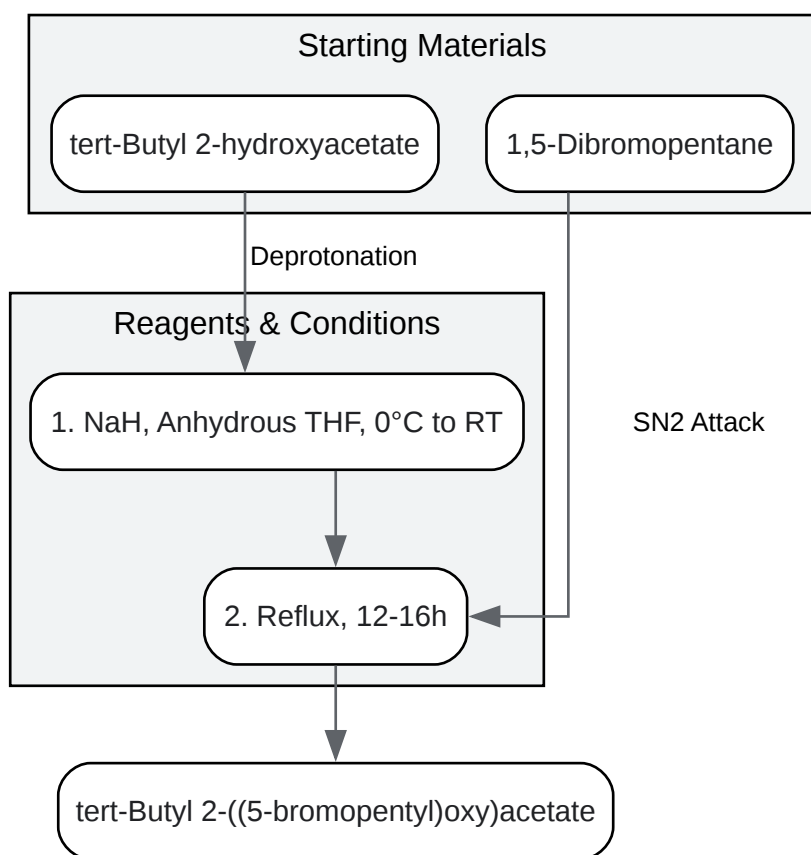 Starting Materials
tert-Butyl 2-hydroxyacetate
1,5-Dibromopentane
Deprotonation
Reagents & Conditions
1. NaH, Anhydrous THF, 0°C to RT
SN2 Attack
2. Reflux, 12-16h
tert-Butyl 2-((5-bromopentyl)oxy)acetate